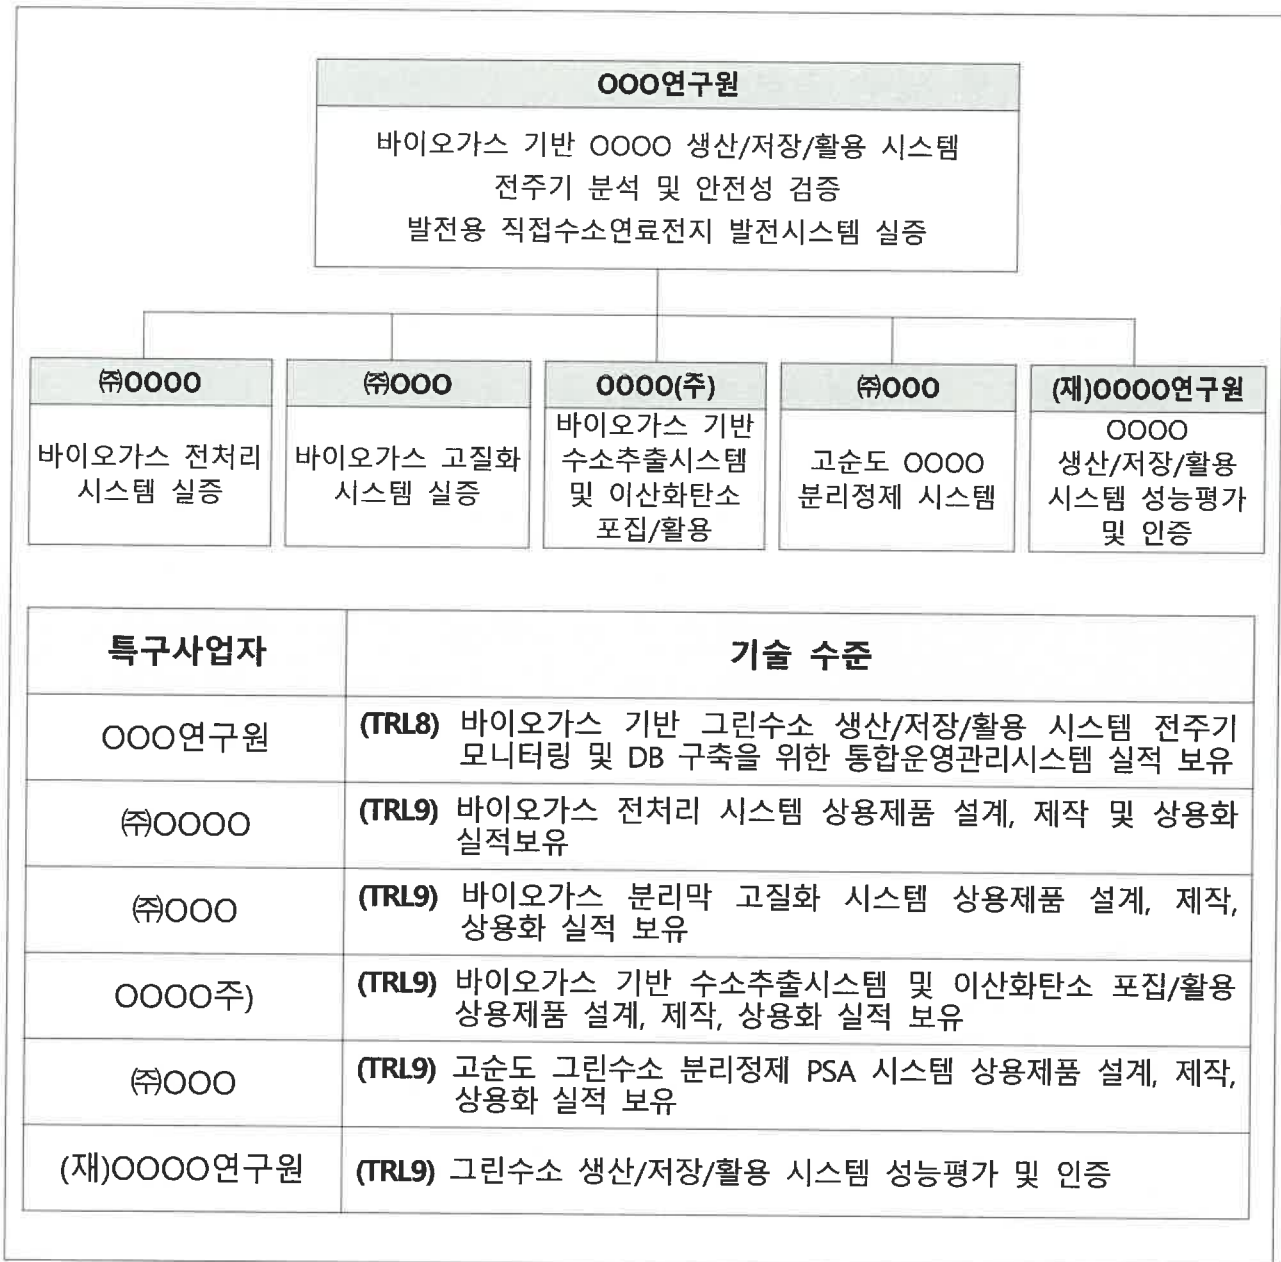 OOO연구원
바이오가스 기반 OOOO 생산/저장/활용 시스템
전주기 분석 및 안전성 검증
발전용 직접수소연료전지 발전시스템 실증
㈜OOOO
바이오가스 전처리
시스템 실증
㈜OOO
바이오가스 고질화
시스템 실증
OOOO(주)
바이오가스 기반
수소추출시스템
및 이산화탄소
포집/활용
㈜OOO
고순도 OOOO
분리정제 시스템
(재)OOOO연구원
OOOO
생산/저장/활용
시스템 성능평가
및 인증
특구사업자 기술 수준
OOO연구원 (TRL8) 바이오가스 기반 그린수소 생산/저장/활용 시스템 전주기
모니터링 및 DB 구축을 위한 통합운영관리시스템 실적 보유
㈜OOOO (TRL9) 바이오가스 전처리 시스템 상용제품 설계, 제작 및 상용화
실적보유
㈜OOO (TRL9) 바이오가스 분리막 고질화 시스템 상용제품 설계, 제작,
상용화 실적 보유
OOOO주) (TRL9) 바이오가스 기반 수소추출시스템 및 이산화탄소 포집/활용
상용제품 설계, 제작, 상용화 실적 보유
㈜OOO (TRL9) 고순도 그린수소 분리정제 PSA 시스템 상용제품 설계, 제작,
상용화 실적 보유
(재)OOOO연구원 (TRL9) 그린수소 생산/저장/활용 시스템 성능평가 및 인증